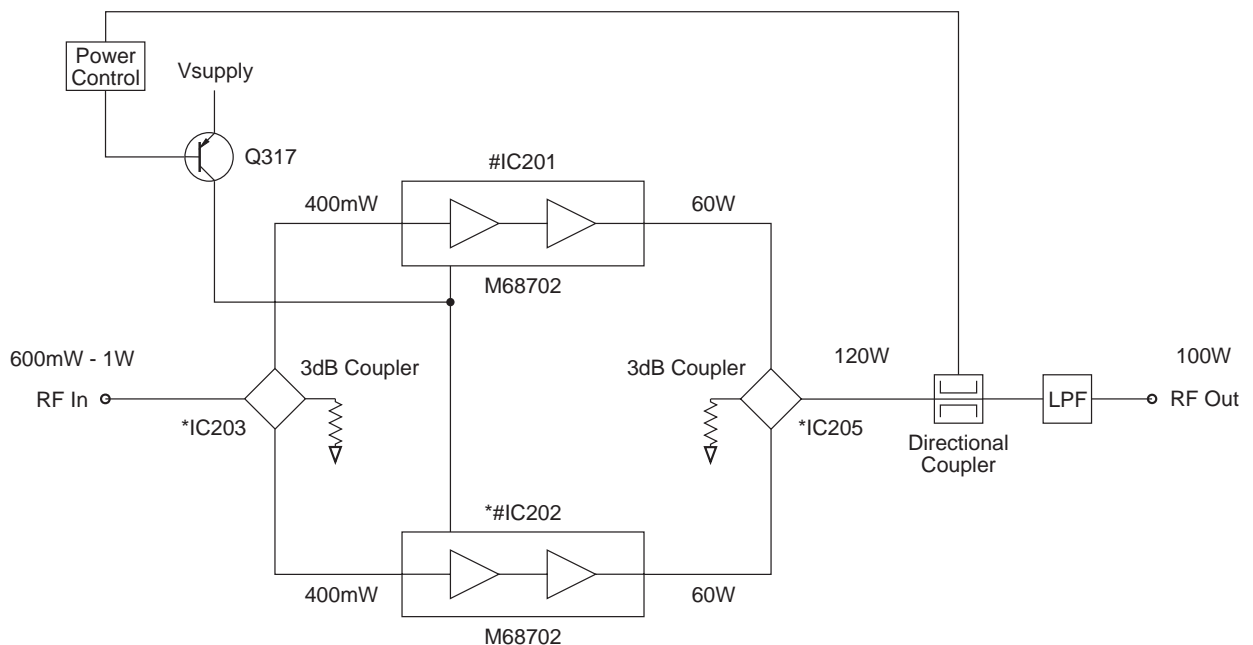 Power
Control
Vsupply
Q317
#IC201
400mW
60W
M68702
600mW - 1W
3dB Coupler
3dB Coupler
120W
100W
RF In
LPF
RF Out
*IC203
*IC205
Directional
Coupler
*#IC202
400mW
60W
M68702